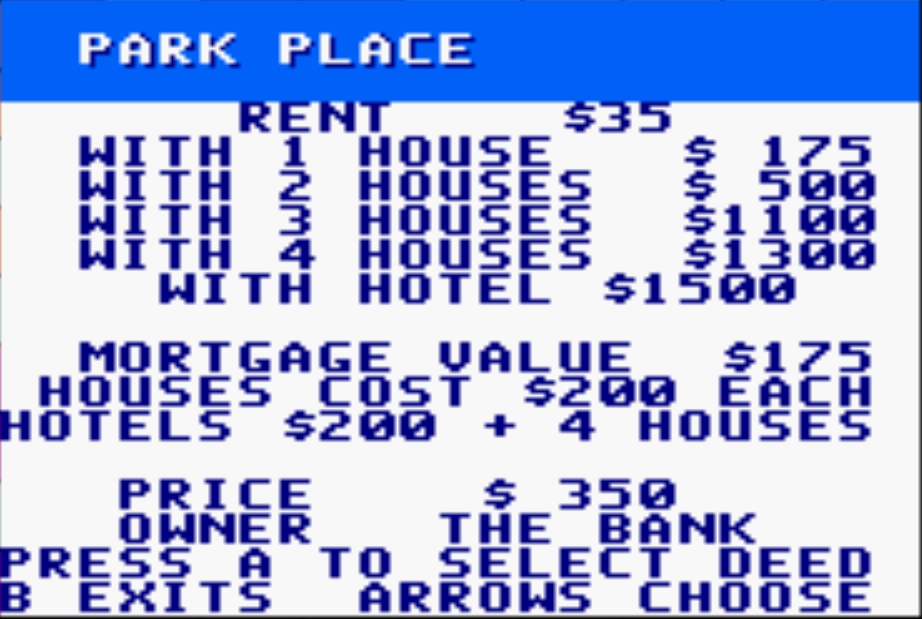 PARK PLACE
RENT $35
WITH 1 HOUSE $ 175
WITH 2 HOUSES $ 500
WITH 3 HOUSES $1100
WITH 4 HOUSES $1300
WITH HOTEL $1500
MORTGAGE VALUE $175
HOUSES COST $200 EACH
HOTELS $200 + 4 HOUSES
PRICE $ 350
OWNER THE BANK
PRESS A TO SELECT DEED
B EXITS ARROWS CHOOSE